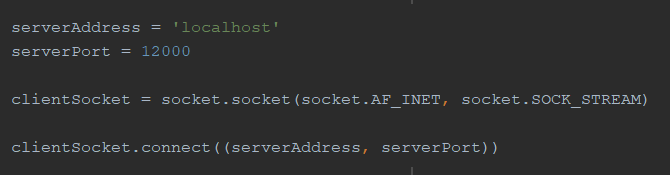 serverAddress = 'localhost'
serverPort = 12000
clientSocket = socket.socket(socket.AF_INET, socket.SOCK_STREAM)
clientSocket.connect((serverAddress, serverPort))